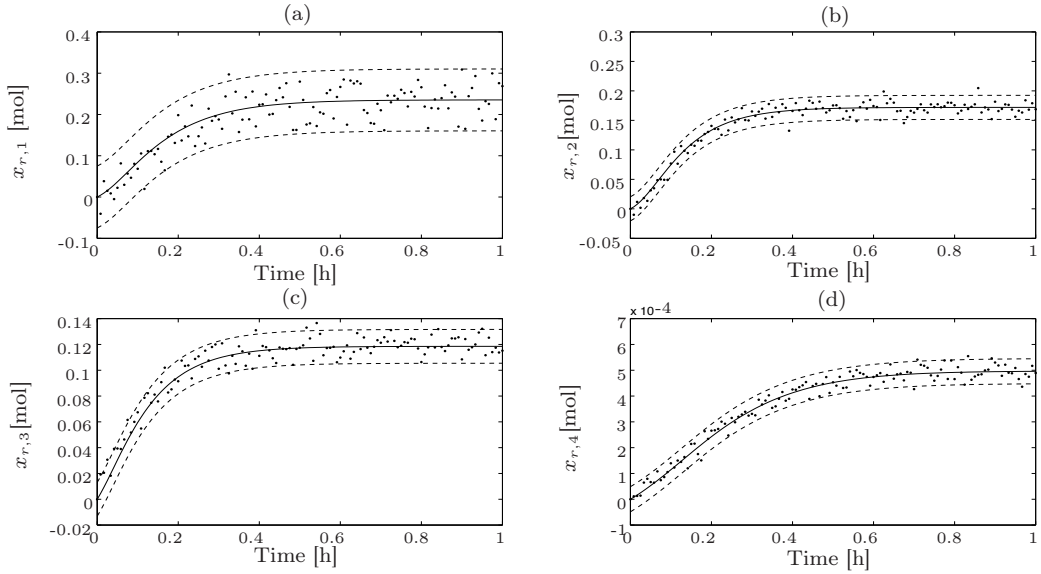 (a)
0.4
0.3
0.2
0.1
0
-0.1
x_{r,1} [mol]
0 0.2 0.4 0.6 0.8 1
Time [h]
(b)
0.3
0.25
0.2
0.15
0.1
0.05
0
-0.05
x_{r,2}[mol]
0 0.2 0.4 0.6 0.8 1
Time [h]
(c)
0.14
0.12
0.1
0.08
0.06
0.04
0.02
0
-0.02
x_{r,3}[mol]
0 0.2 0.4 0.6 0.8 1
Time [h]
(d)
x 10-4
7
6
5
4
3
2
1
0
-1
x_{r,4}[mol]
0 0.2 0.4 0.6 0.8 1
Time [h]